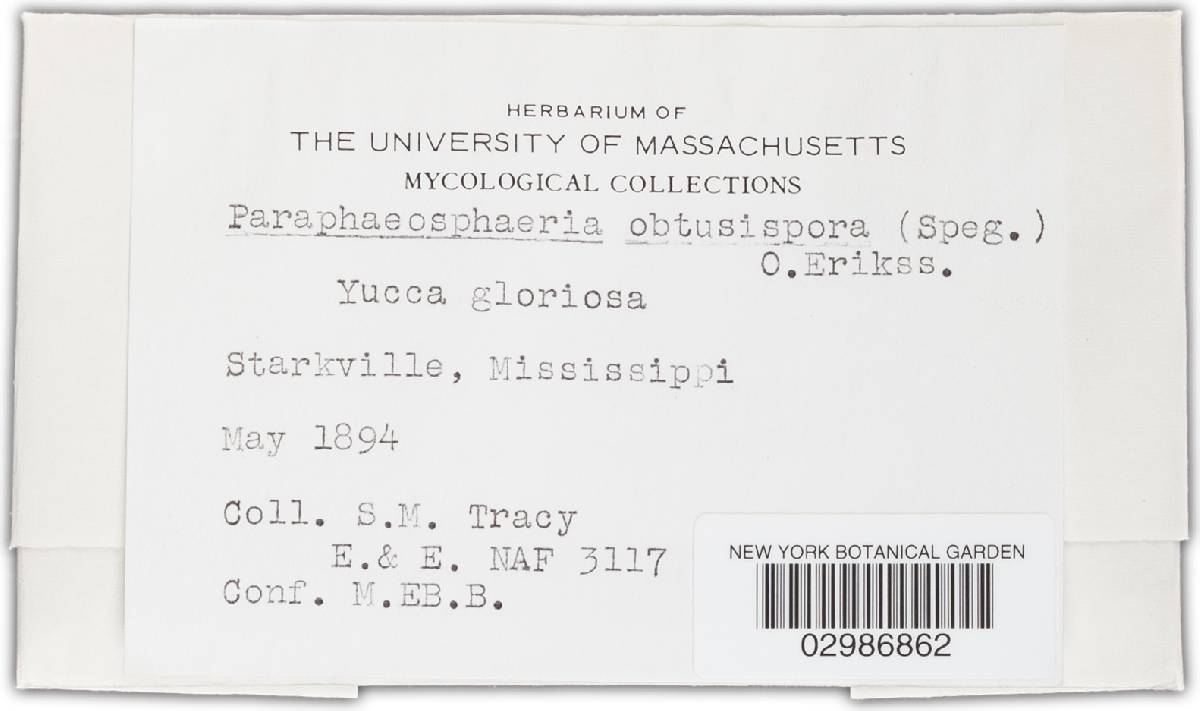 HERBARIUM OF
THE UNIVERSITY OF MASSACHUSETTS
MYCOLOGICAL COLLECTIONS
Paraphaeosphaeria obtusispora (Speg.)
O.Erikss.
Yucca gloriosa
Starkville, Mississippi
May 1894
Coll. S.M. Tracy
E.& E. NAF 3117
Conf. M.EB.B.
NEW YORK BOTANICAL GARDEN
02986862